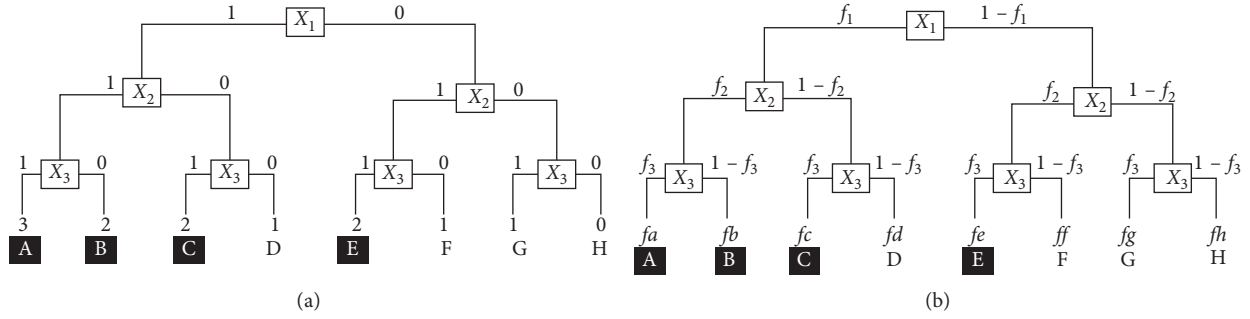 1 X₁ 0
1 X₂ 0
1 X₂ 0
1 X₃ 0
1 X₃ 0
1 X₃ 0
1 X₃ 0
3 2 2 1 2 1 1 0
A B C D E F G H
(a)
f₁ X₁ 1 – f₁
f₂ X₂ 1 – f₂
f₂ X₂ 1 – f₂
f₃ X₃ 1 – f₃
f₃ X₃ 1 – f₃
f₃ X₃ 1 – f₃
f₃ X₃ 1 – f₃
fa fb fc fd fe ff fg fh
A B C D E F G H
(b)